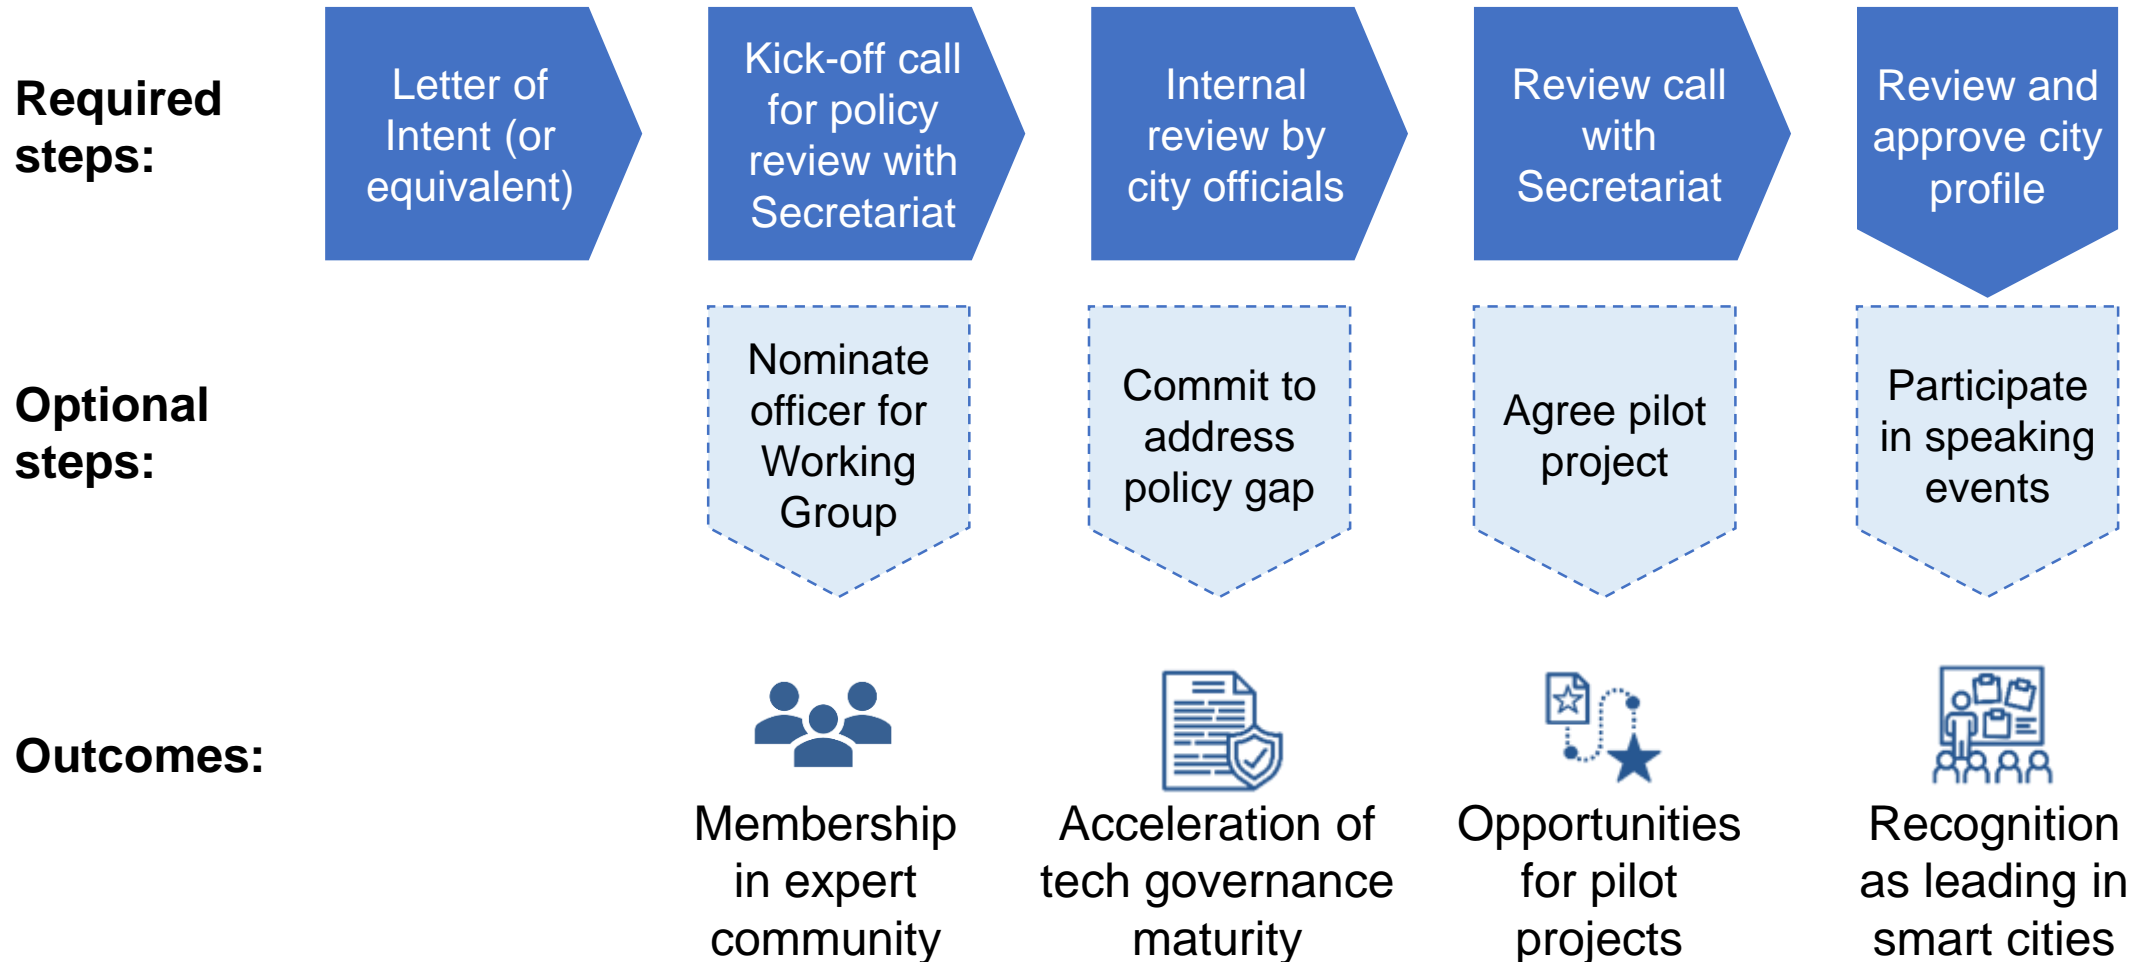 Required
steps:
Letter of
Intent (or
equivalent)
Kick-off call
for policy
review with
Secretariat
Internal
review by
city officials
Review call
with
Secretariat
Review and
approve city
profile
Optional
steps:
Nominate
officer for
Working
Group
Commit to
address
policy gap
Agree pilot
project
Participate
in speaking
events
Outcomes:
Membership
in expert
community
Acceleration of
tech governance
maturity
Opportunities
for pilot
projects
Recognition
as leading in
smart cities